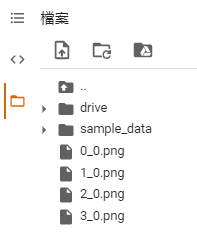 檔案
..
drive
sample_data
0_0.png
1_0.png
2_0.png
3_0.png